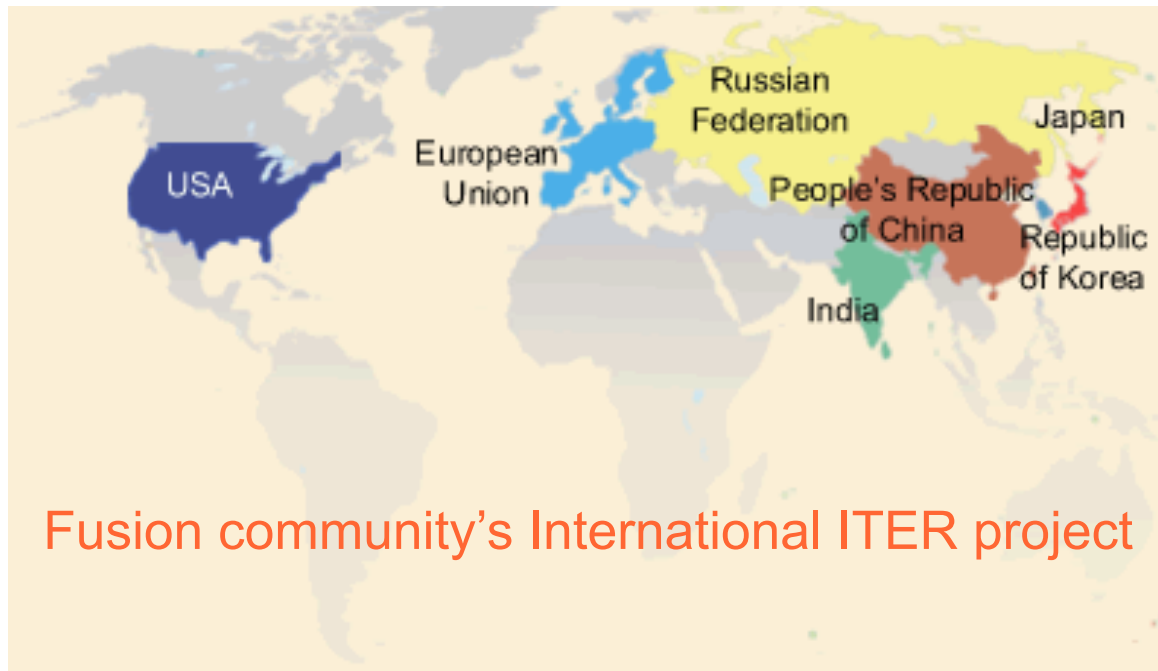 USA
European
Union
Russian
Federation
Japan
People's Republic
of China
Republic
of Korea
India
Fusion community’s International ITER project